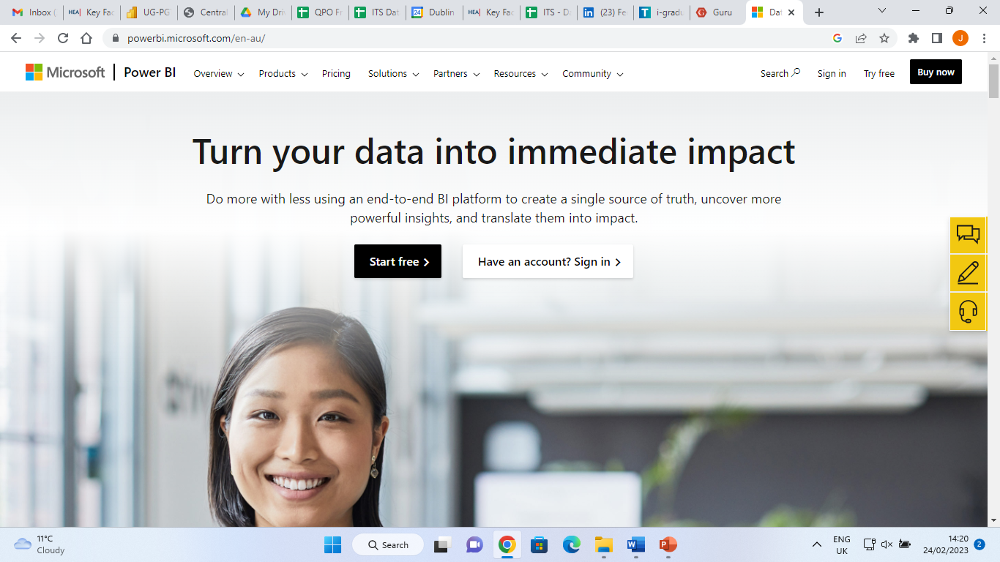 Inbox (
Key Fac
UG-PG
Central
My Driv
QPO Fr
ITS Dat
Dublin
Key Fac
ITS - Da
(23) Fe
i-gradu
Guru
Dat
powerbi.microsoft.com/en-au/
Microsoft
Power BI
Overview
Products
Pricing
Solutions
Partners
Resources
Community
Search
Sign in
Try free
Buy now
Turn your data into immediate impact
Do more with less using an end-to-end BI platform to create a single source of truth, uncover more
powerful insights, and translate them into impact.
Start free
Have an account? Sign in
11°C
Cloudy
Search
ENG
UK
14:20
24/02/2023
2